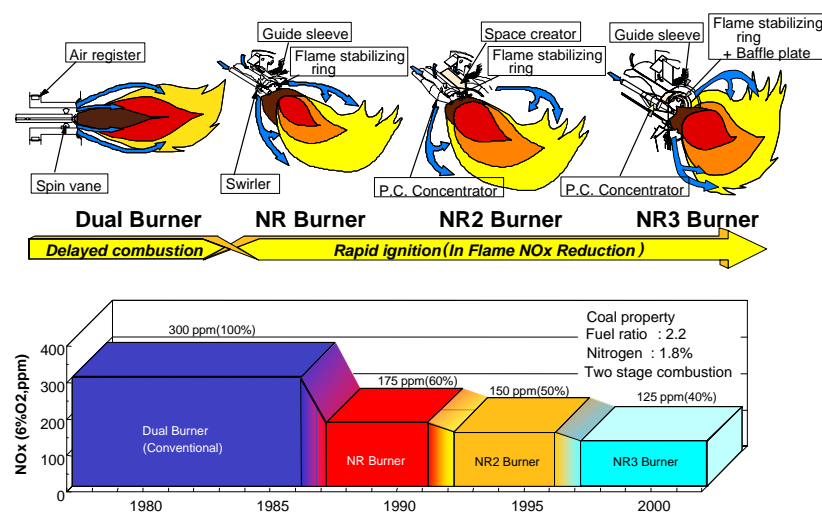 Air register
Guide sleeve
Flame stabilizing
ring
Space creator
Flame stabilizing
ring
Guide sleeve
Flame stabilizing
ring
+ Baffle plate
Spin vane
Swirler
P.C. Concentrator
P.C. Concentrator
Dual Burner
NR Burner
NR2 Burner
NR3 Burner
Delayed combustion
Rapid ignition(In Flame NOx Reduction)
Coal property
Fuel ratio : 2.2
Nitrogen : 1.8%
Two stage combustion
300 ppm(100%)
175 ppm(60%)
150 ppm(50%)
125 ppm(40%)
NOx (6%O2,ppm)
400
300
200
100
0
Dual Burner
(Conventional)
NR Burner
NR2 Burner
NR3 Burner
1980
1985
1990
1995
2000